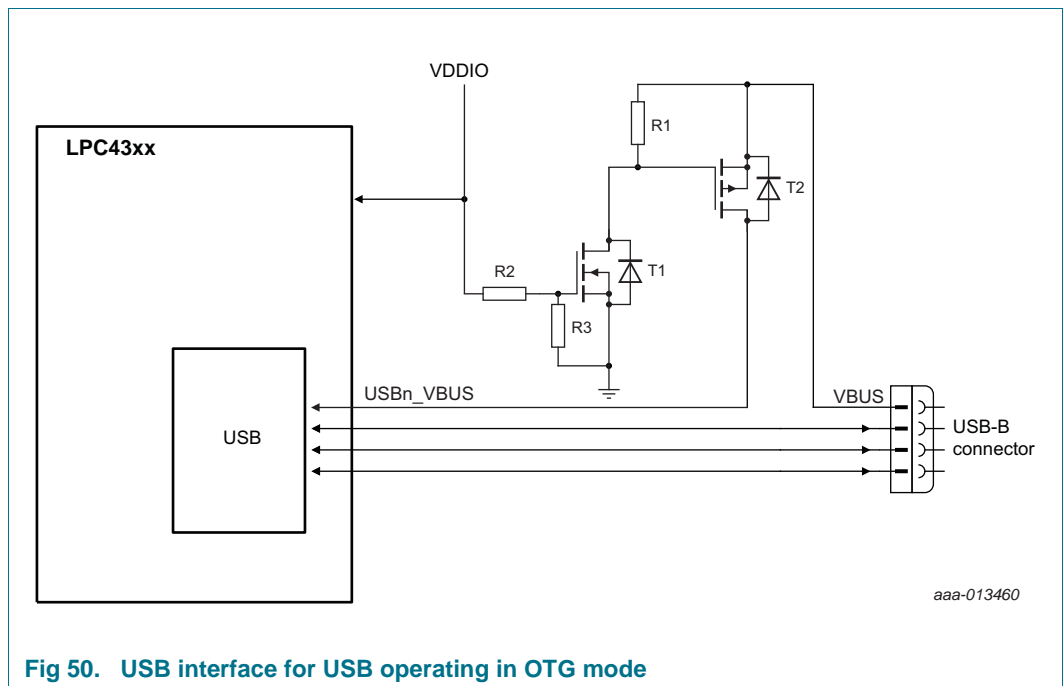 VDDIO
LPC43xx
R1
T2
R2
T1
R3
USBn_VBUS
VBUS
USB
USB-B
connector
aaa-013460
Fig 50. USB interface for USB operating in OTG mode